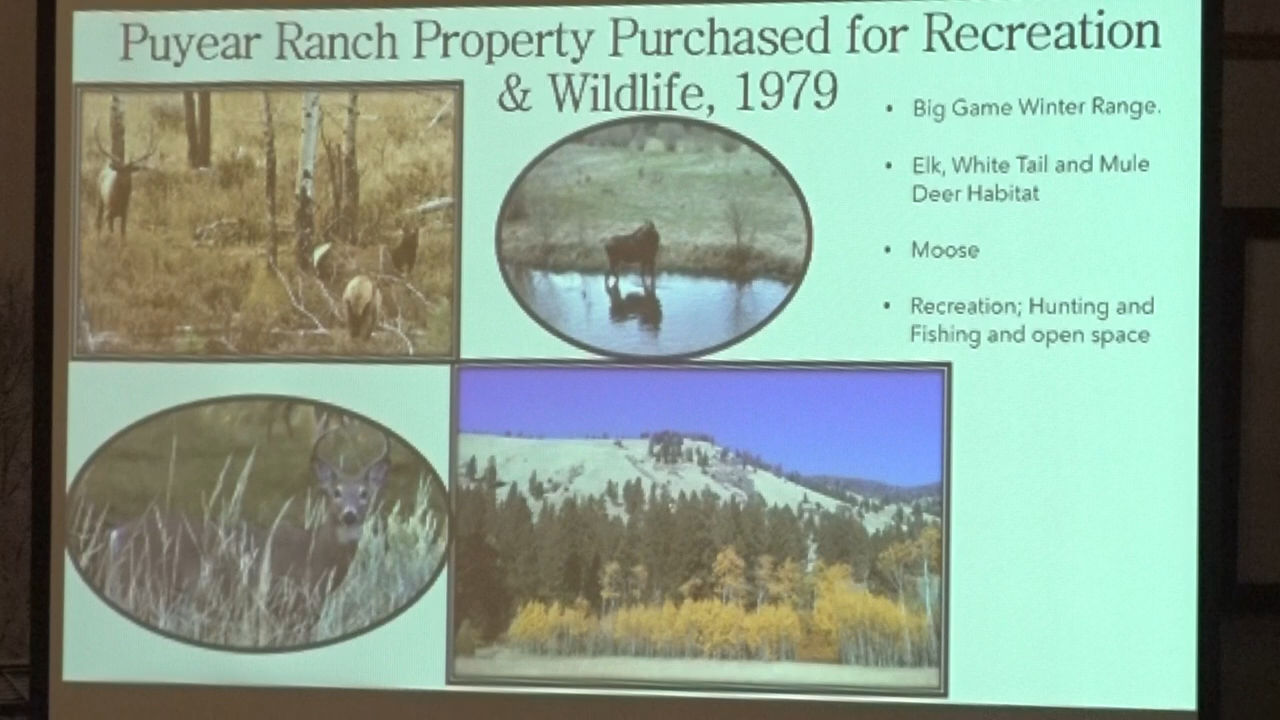 Puyear Ranch Property Purchased for Recreation
& Wildlife, 1979
• Big Game Winter Range.
• Elk, White Tail and Mule
Deer Habitat
• Moose
• Recreation; Hunting and
Fishing and open space